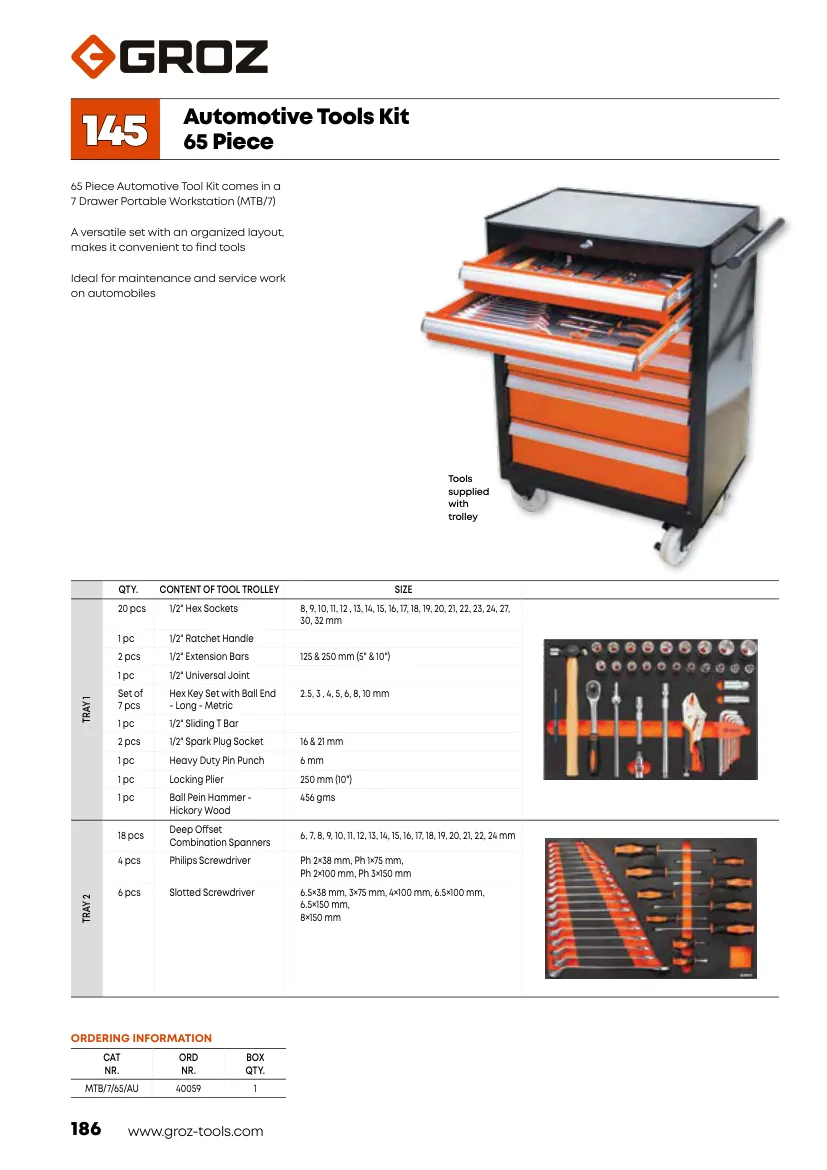 GROZ
145
Automotive Tools Kit
65 Piece
65 Piece Automotive Tool Kit comes in a
7 Drawer Portable Workstation (MTB/7)
A versatile set with an organized layout,
makes it convenient to find tools
Ideal for maintenance and service work
on automobiles
Tools
supplied
with
trolley
QTY. CONTENT OF TOOL TROLLEY SIZE
TRAY 1
20 pcs 1/2" Hex Sockets 8, 9, 10, 11, 12 , 13, 14, 15, 16, 17, 18, 19, 20, 21, 22, 23, 24, 27,
30, 32 mm
1 pc 1/2" Ratchet Handle
2 pcs 1/2" Extension Bars 125 & 250 mm (5" & 10")
1 pc 1/2" Universal Joint
Set of Hex Key Set with Ball End 2.5, 3 , 4, 5, 6, 8, 10 mm
7 pcs - Long - Metric
1 pc 1/2" Sliding T Bar
2 pcs 1/2" Spark Plug Socket 16 & 21 mm
1 pc Heavy Duty Pin Punch 6 mm
1 pc Locking Plier 250 mm (10")
1 pc Ball Pein Hammer - 456 gms
Hickory Wood
TRAY 2
18 pcs Deep Offset
Combination Spanners 6, 7, 8, 9, 10, 11, 12, 13, 14, 15, 16, 17, 18, 19, 20, 21, 22, 24 mm
4 pcs Philips Screwdriver Ph 2×38 mm, Ph 1×75 mm,
Ph 2×100 mm, Ph 3×150 mm
6 pcs Slotted Screwdriver 6.5×38 mm, 3×75 mm, 4×100 mm, 6.5×100 mm,
6.5×150 mm,
8×150 mm
ORDERING INFORMATION
CAT ORD BOX
NR. NR. QTY.
MTB/7/65/AU 40059 1
186 www.groz-tools.com